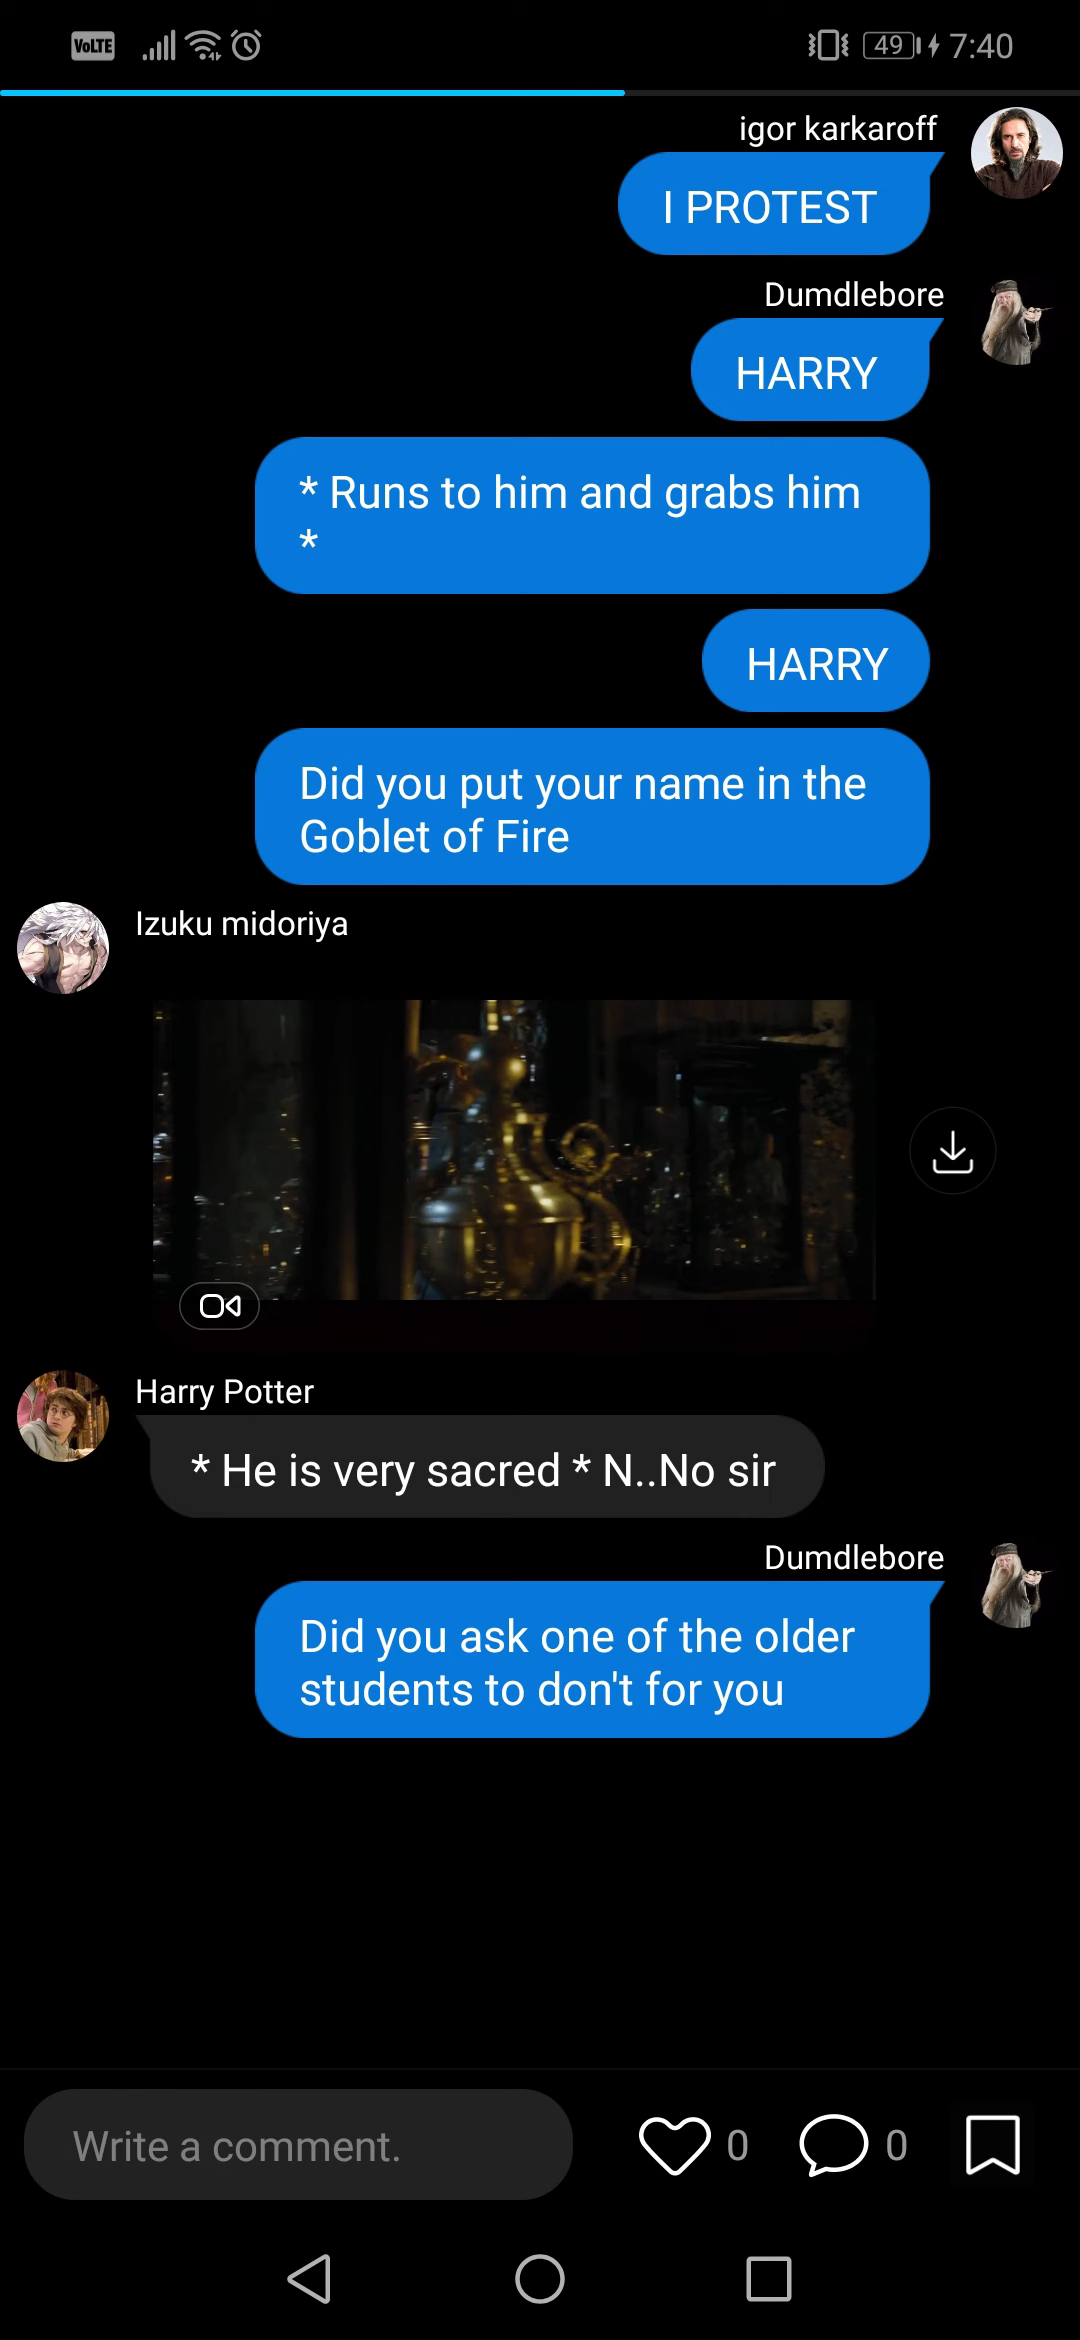 VoLTE 49 7:40
igor karkaroff
I PROTEST
Dumdlebore
HARRY
* Runs to him and grabs him
*
HARRY
Did you put your name in the
Goblet of Fire
Izuku midoriya
Harry Potter
* He is very sacred * N..No sir
Dumdlebore
Did you ask one of the older
students to don't for you
Write a comment. 0 0